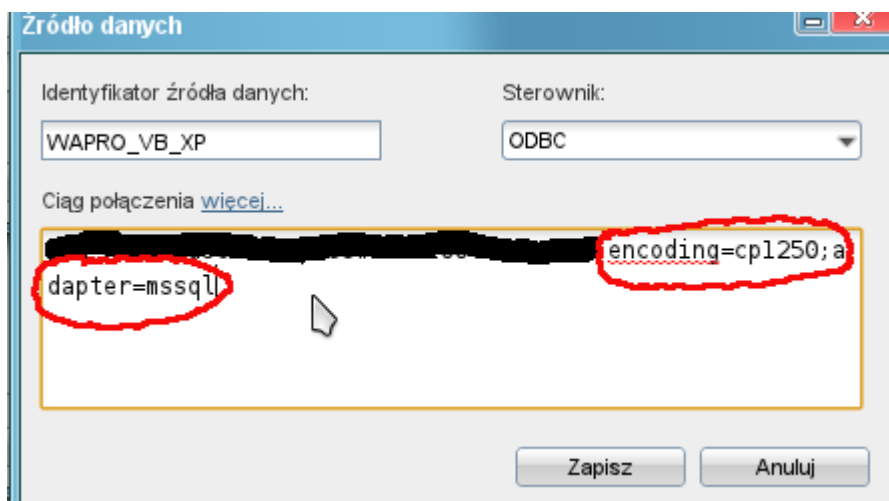 Źródło danych
Identyfikator źródła danych: Sterownik:
WAPRO_VB_XP ODBC
Ciąg połączenia więcej...
encoding=cp1250;a
dapter=mssql
Zapisz Anuluj